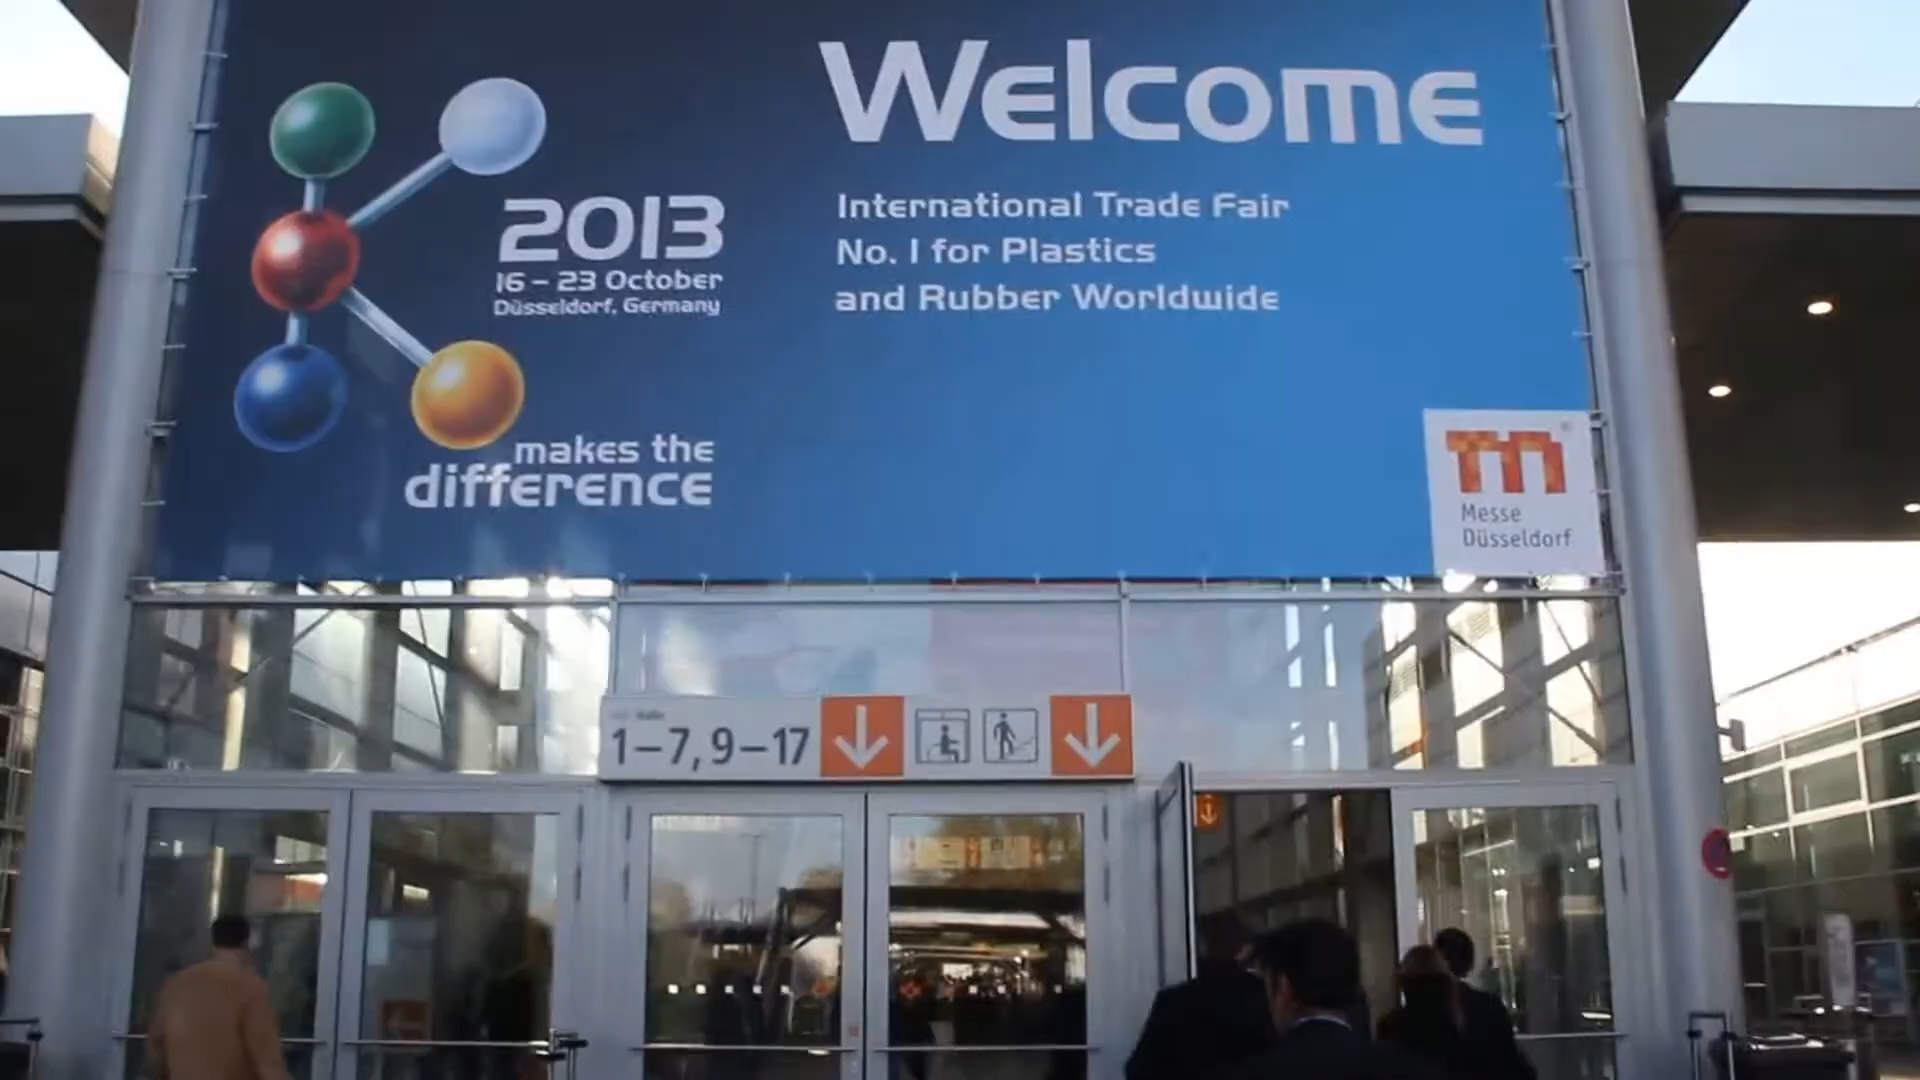 Welcome
2013
16 – 23 October
Düsseldorf, Germany
International Trade Fair
No. 1 for Plastics
and Rubber Worldwide
makes the
difference
Messe
Düsseldorf
1–7, 9–17